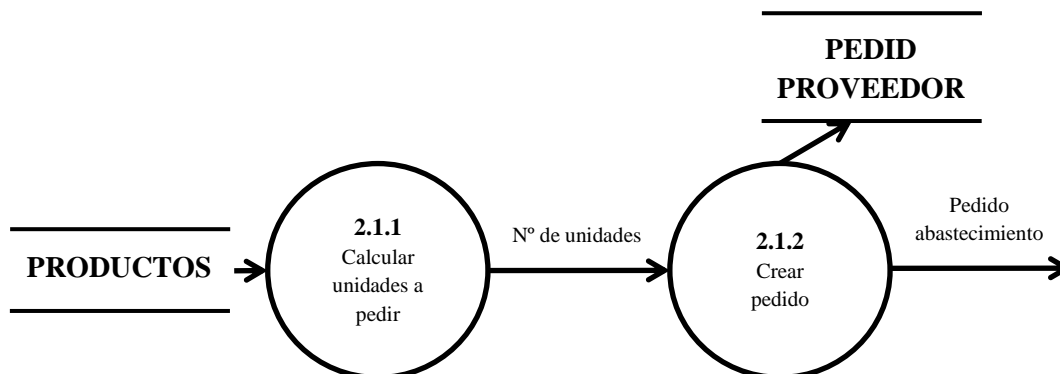 PEDID
PROVEEDOR
PRODUCTOS
2.1.1
Calcular
unidades a
pedir
Nº de unidades
2.1.2
Crear
pedido
Pedido
abastecimiento